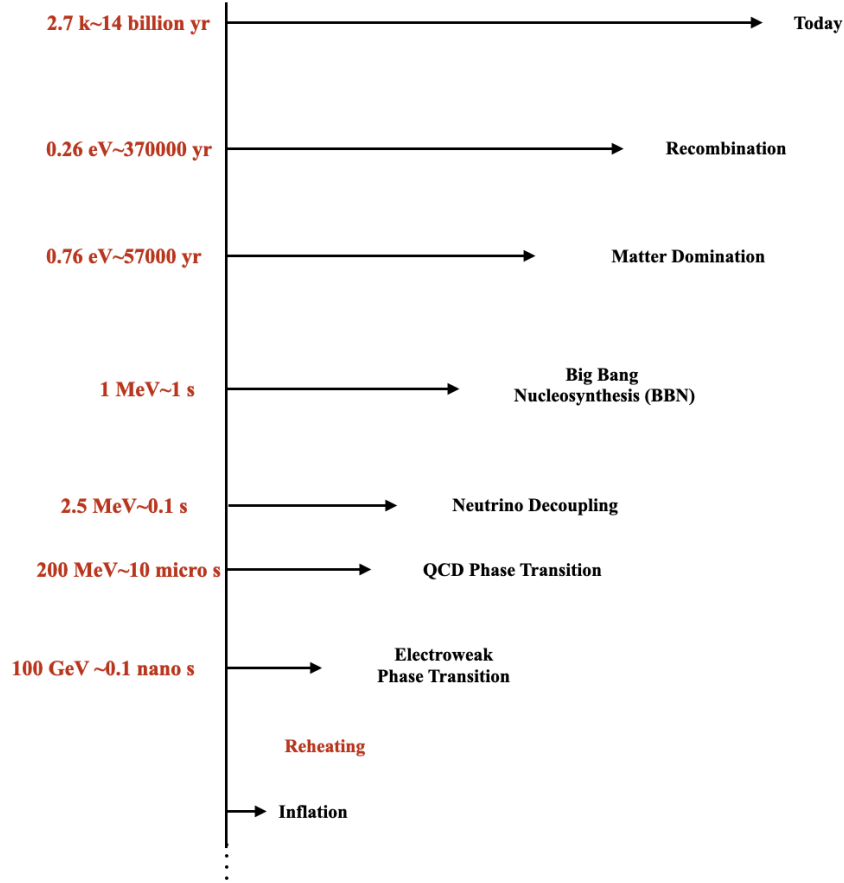 2.7 k~14 billion yr
Today
0.26 eV~370000 yr
Recombination
0.76 eV~57000 yr
Matter Domination
1 MeV~1 s
Big Bang
Nucleosynthesis (BBN)
2.5 MeV~0.1 s
Neutrino Decoupling
200 MeV~10 micro s
QCD Phase Transition
100 GeV ~0.1 nano s
Electroweak
Phase Transition
Reheating
Inflation